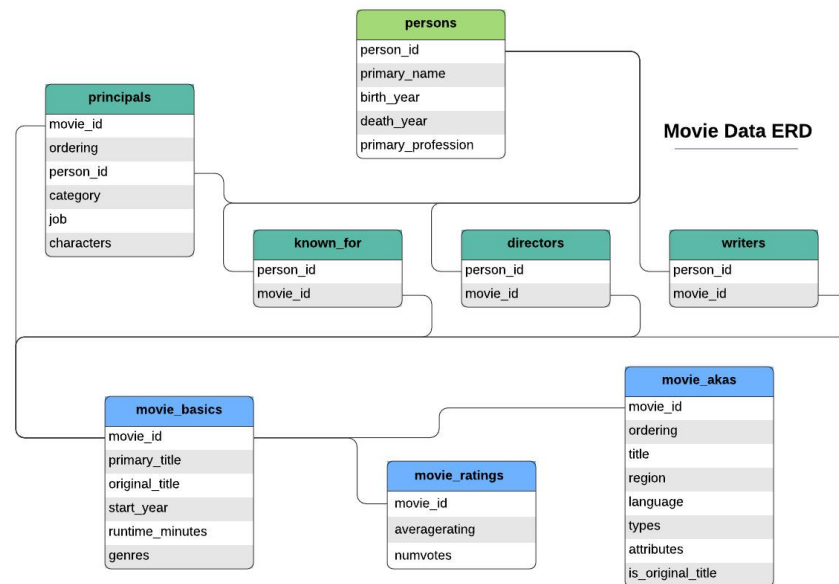 persons
person_id
primary_name
birth_year
death_year
primary_profession
principals
movie_id
ordering
person_id
category
job
characters
Movie Data ERD
known_for
person_id
movie_id
directors
person_id
movie_id
writers
person_id
movie_id
movie_basics
movie_id
primary_title
original_title
start_year
runtime_minutes
genres
movie_ratings
movie_id
averagerating
numvotes
movie_akas
movie_id
ordering
title
region
language
types
attributes
is_original_title